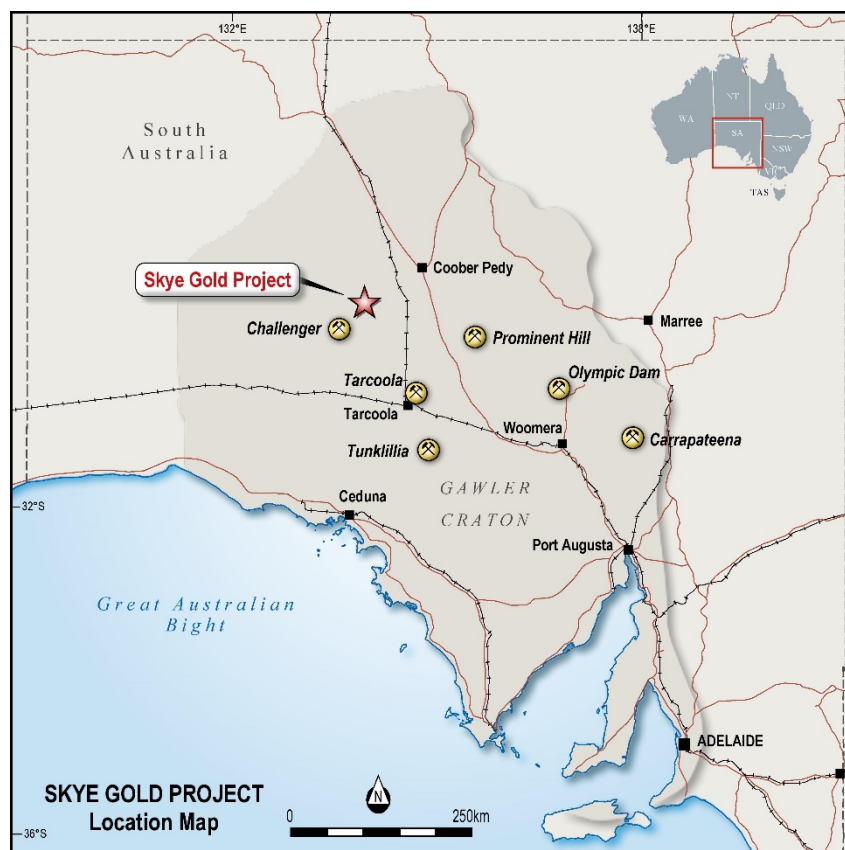 132°E
138°E
NT
QLD
WA
SA
NSW
VIC
TAS
South
Australia
Coober Pedy
Skye Gold Project
Challenger
Marree
Prominent Hill
Olympic Dam
Tarcoola
Tarcoola
Woomera
Carrapateena
Tunklillia
GAWLER
CRATON
Ceduna
32°S
Port Augusta
Great Australian
Bight
ADELAIDE
SKYE GOLD PROJECT
Location Map
N
0
250km
36°S